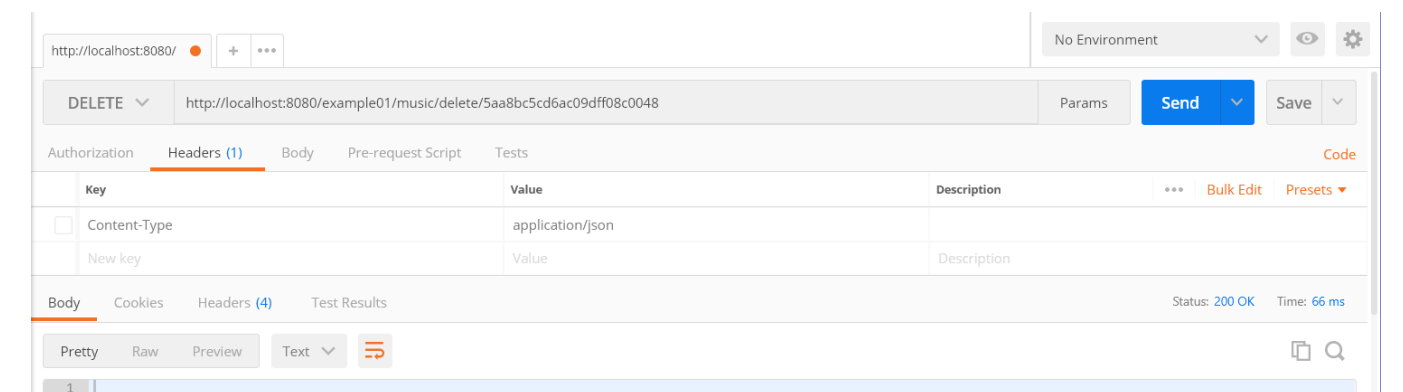 http://localhost:8080/ + ••• No Environment
DELETE http://localhost:8080/example01/music/delete/5aa8bc5cd6ac09dff08c0048 Params Send Save
Authorization Headers (1) Body Pre-request Script Tests Code
Key Value Description ••• Bulk Edit Presets
Content-Type application/json
New key Value Description
Body Cookies Headers (4) Test Results Status: 200 OK Time: 66 ms
Pretty Raw Preview Text
1